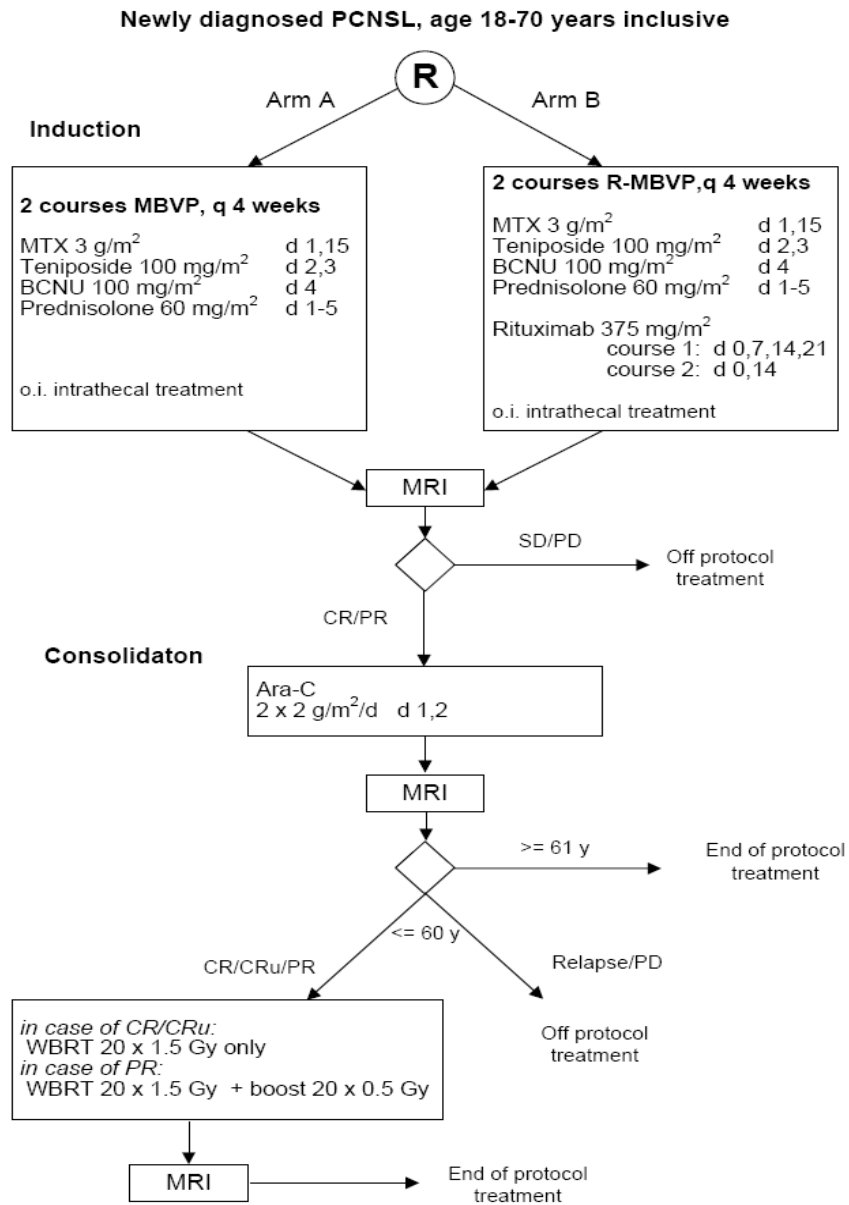 Newly diagnosed PCNSL, age 18-70 years inclusive
R
Arm A
Arm B
Induction
2 courses MBVP, q 4 weeks
MTX 3 g/m² d 1,15
Teniposide 100 mg/m² d 2,3
BCNU 100 mg/m² d 4
Prednisolone 60 mg/m² d 1-5
o.i. intrathecal treatment
2 courses R-MBVP,q 4 weeks
MTX 3 g/m² d 1,15
Teniposide 100 mg/m² d 2,3
BCNU 100 mg/m² d 4
Prednisolone 60 mg/m² d 1-5
Rituximab 375 mg/m²
course 1: d 0,7,14,21
course 2: d 0,14
o.i. intrathecal treatment
MRI
SD/PD
Off protocol
treatment
CR/PR
Consolidaton
Ara-C
2 x 2 g/m²/d d 1,2
MRI
>= 61 y
End of protocol
treatment
<= 60 y
CR/CRu/PR
Relapse/PD
Off protocol
treatment
in case of CR/CRu:
WBRT 20 x 1.5 Gy only
in case of PR:
WBRT 20 x 1.5 Gy + boost 20 x 0.5 Gy
MRI
End of protocol
treatment